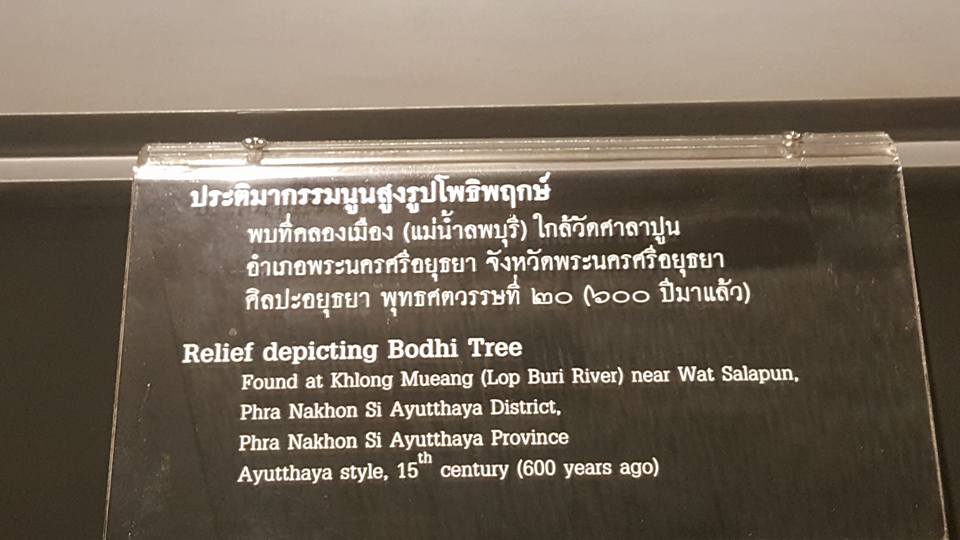 ประติมากรรมนูนสูงรูปโพธิพฤกษ์
พบที่คลองเมือง (แม่น้ำลพบุรี) ใกล้วัดศาลาปูน
อำเภอพระนครศรีอยุธยา จังหวัดพระนครศรีอยุธยา
ศิลปะอยุธยา พุทธศตวรรษที่ ๒๐ (๖๐๐ ปีมาแล้ว)
Relief depicting Bodhi Tree
Found at Khlong Mueang (Lop Buri River) near Wat Salapun,
Phra Nakhon Si Ayutthaya District,
Phra Nakhon Si Ayutthaya Province
Ayutthaya style, 15th century (600 years ago)